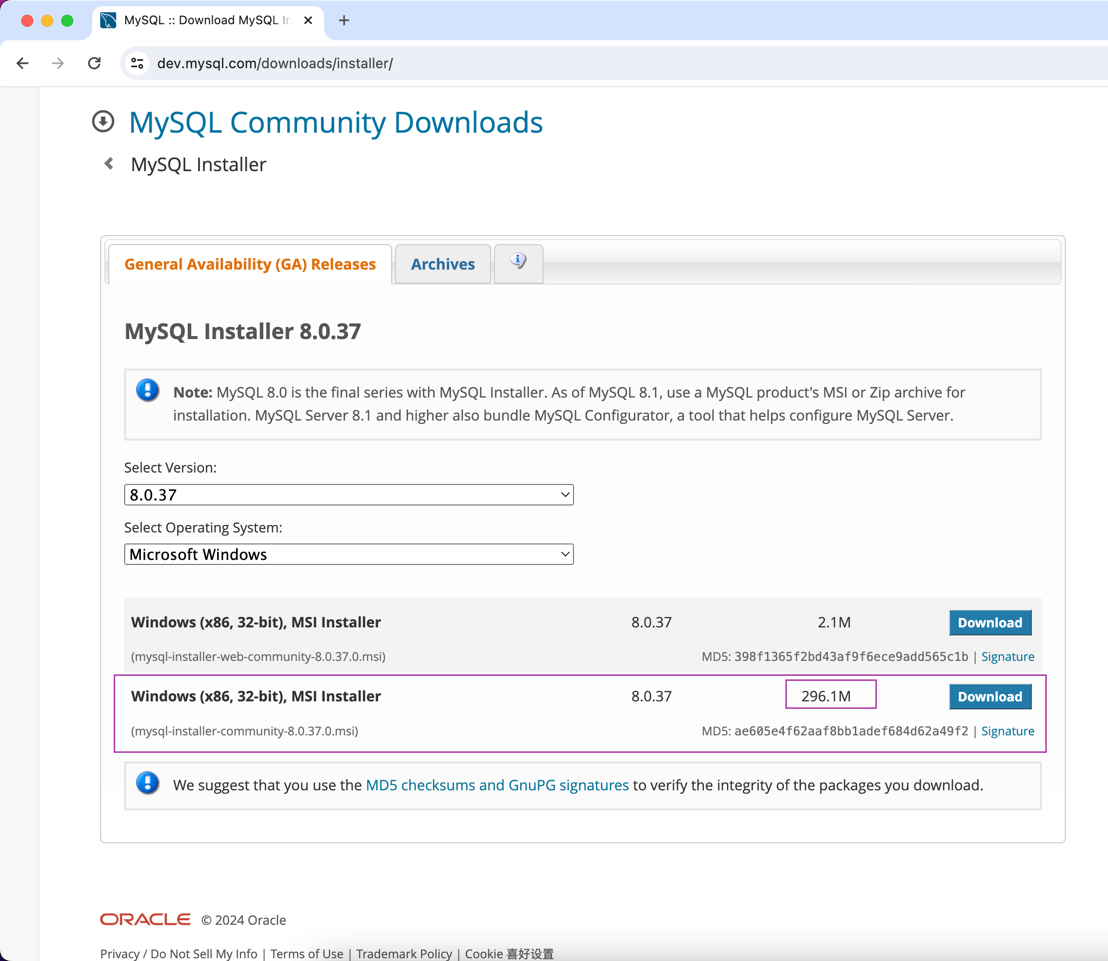 MySQL :: Download MySQL In
dev.mysql.com/downloads/installer/
MySQL Community Downloads
MySQL Installer
General Availability (GA) Releases
Archives
MySQL Installer 8.0.37
Note: MySQL 8.0 is the final series with MySQL Installer. As of MySQL 8.1, use a MySQL product's MSI or Zip archive for
installation. MySQL Server 8.1 and higher also bundle MySQL Configurator, a tool that helps configure MySQL Server.
Select Version:
8.0.37
Select Operating System:
Microsoft Windows
Windows (x86, 32-bit), MSI Installer 8.0.37 2.1M Download
(mysql-installer-web-community-8.0.37.0.msi) MD5: 398f1365f2bd43af9f6ece9add565c1b | Signature
Windows (x86, 32-bit), MSI Installer 8.0.37 296.1M Download
(mysql-installer-community-8.0.37.0.msi) MD5: ae605e4f62aaf8bb1adef684d62a49f2 | Signature
We suggest that you use the MD5 checksums and GnuPG signatures to verify the integrity of the packages you download.
ORACLE © 2024 Oracle
Privacy / Do Not Sell My Info | Terms of Use | Trademark Policy | Cookie 喜好设置